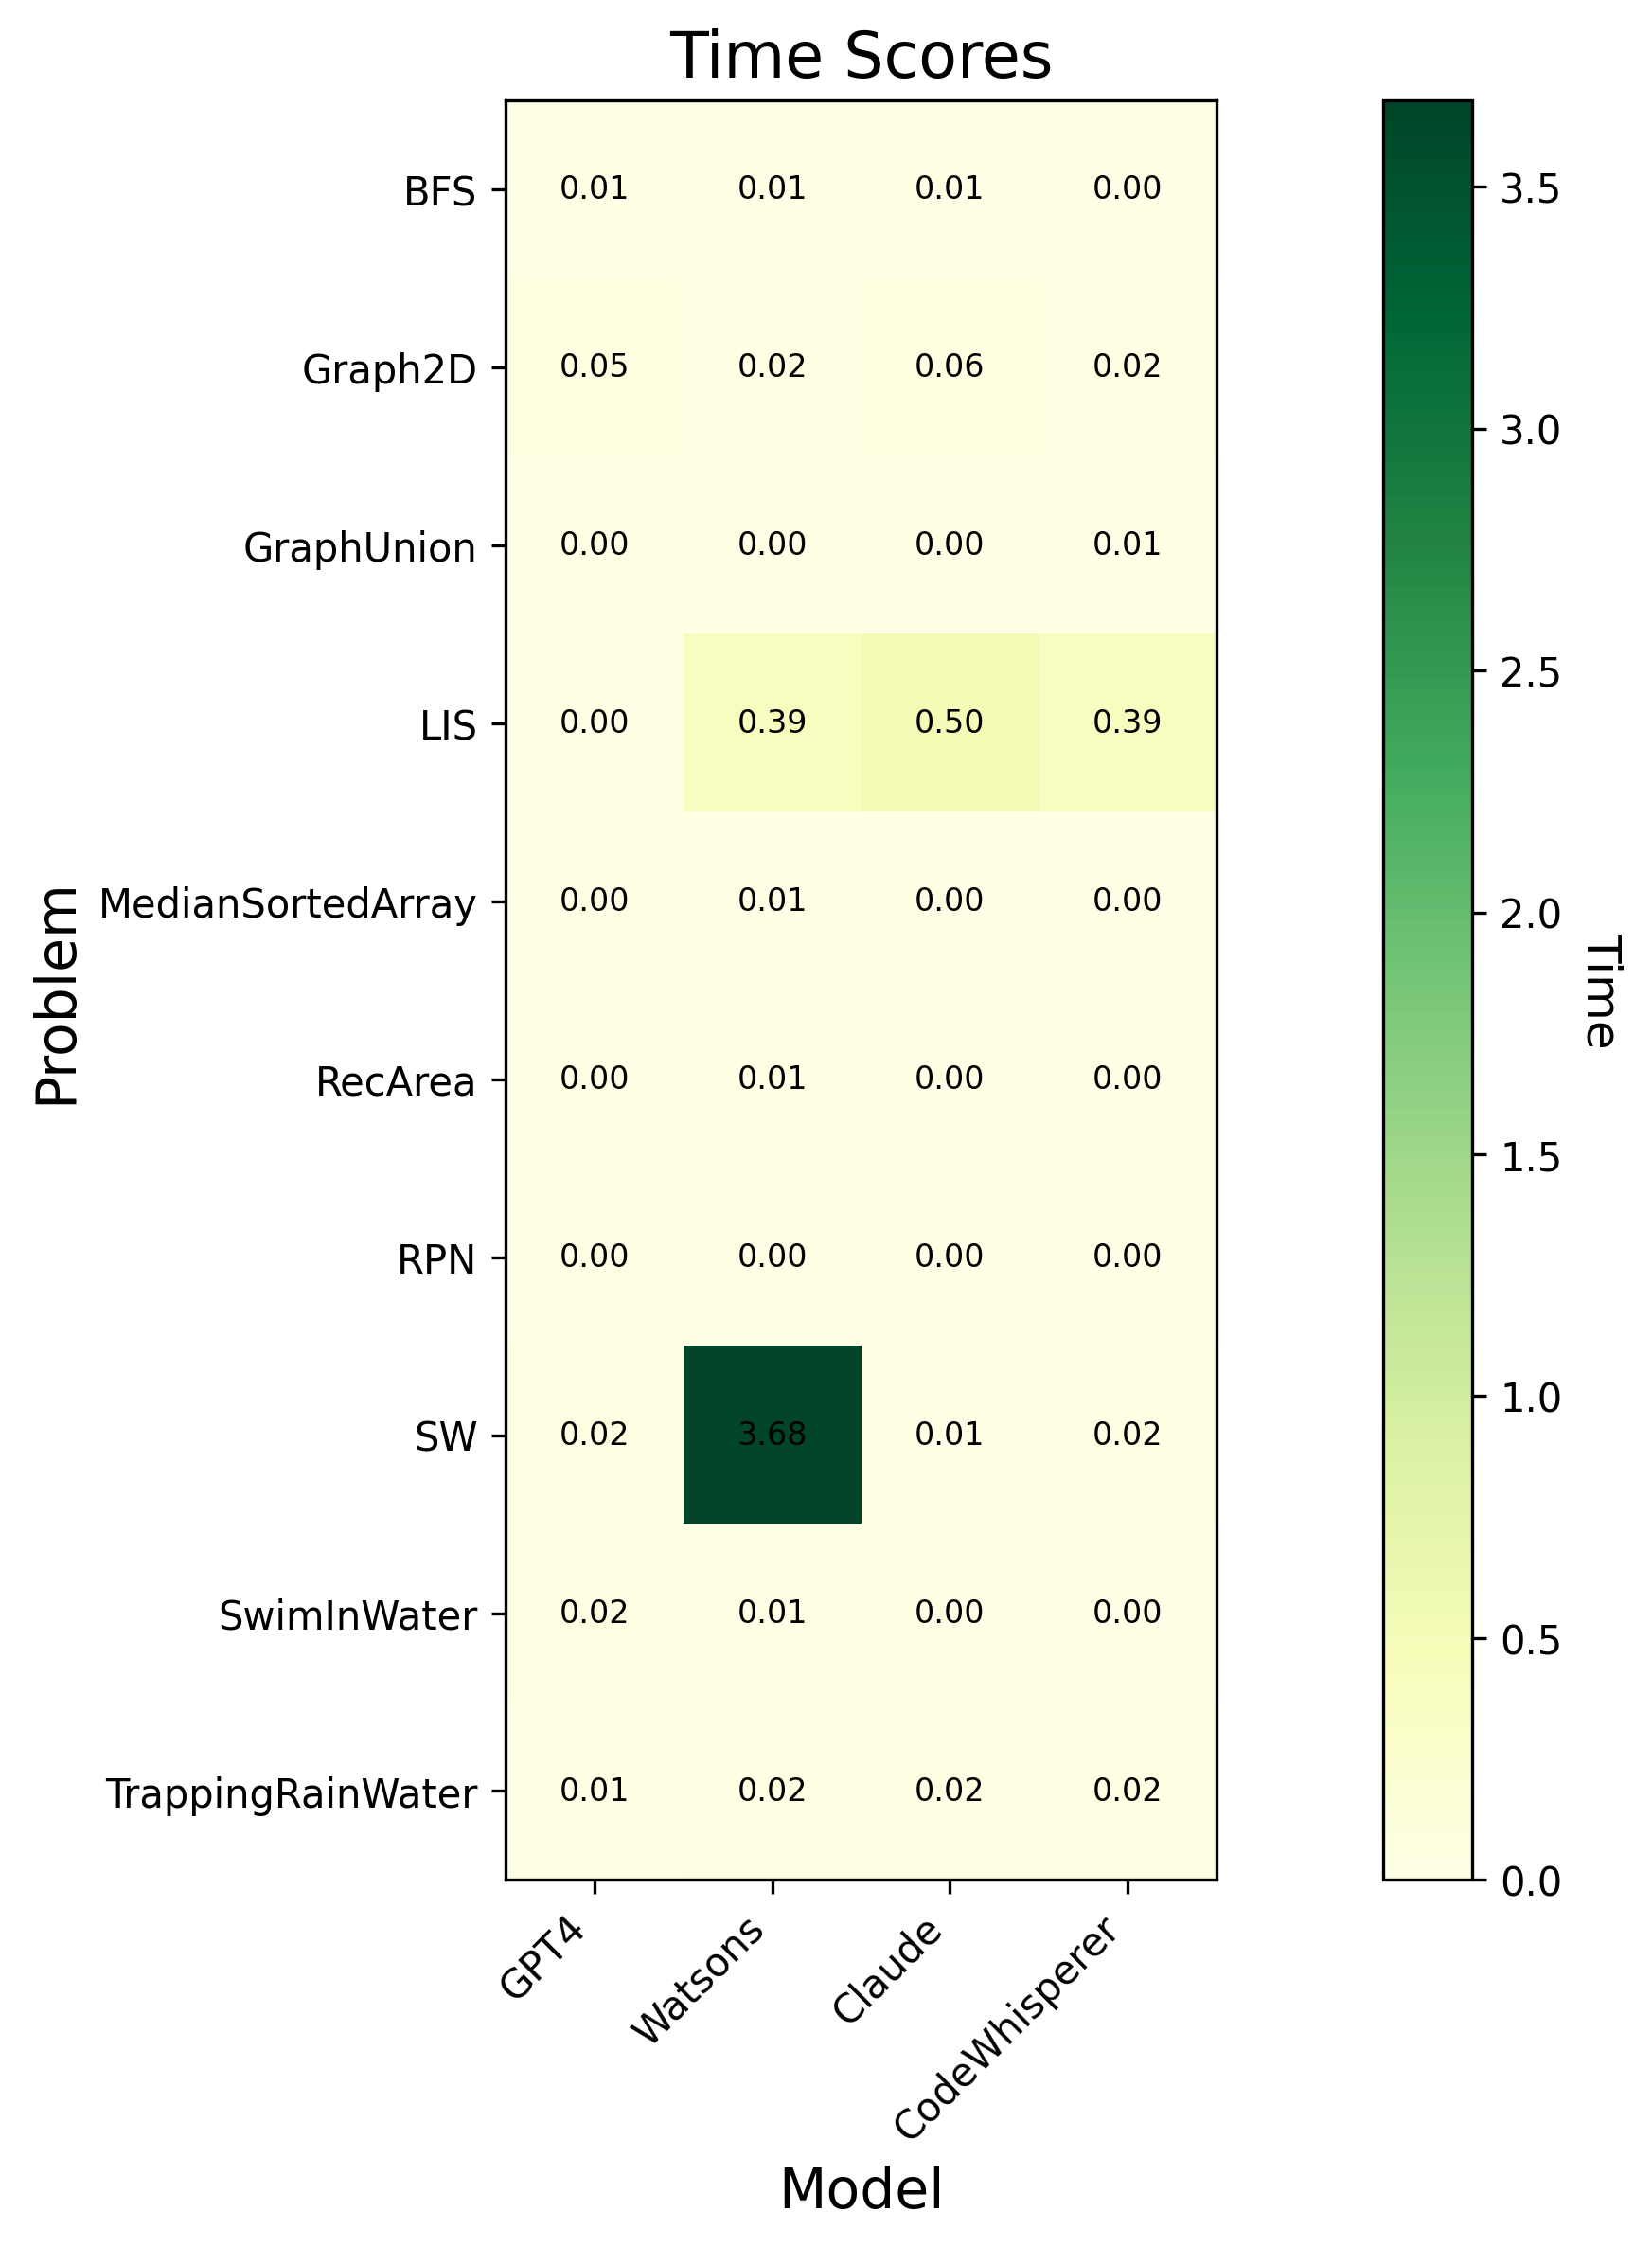 Time Scores
BFS 0.01 0.01 0.01 0.00
Graph2D 0.05 0.02 0.06 0.02
GraphUnion 0.00 0.00 0.00 0.01
LIS 0.00 0.39 0.50 0.39
MedianSortedArray 0.00 0.01 0.00 0.00
RecArea 0.00 0.01 0.00 0.00
RPN 0.00 0.00 0.00 0.00
SW 0.02 3.68 0.01 0.02
SwimInWater 0.02 0.01 0.00 0.00
TrappingRainWater 0.01 0.02 0.02 0.02
Problem
GPT4 Watsons Claude CodeWhisperer
Model
3.5
3.0
2.5
2.0
1.5
1.0
0.5
0.0
Time